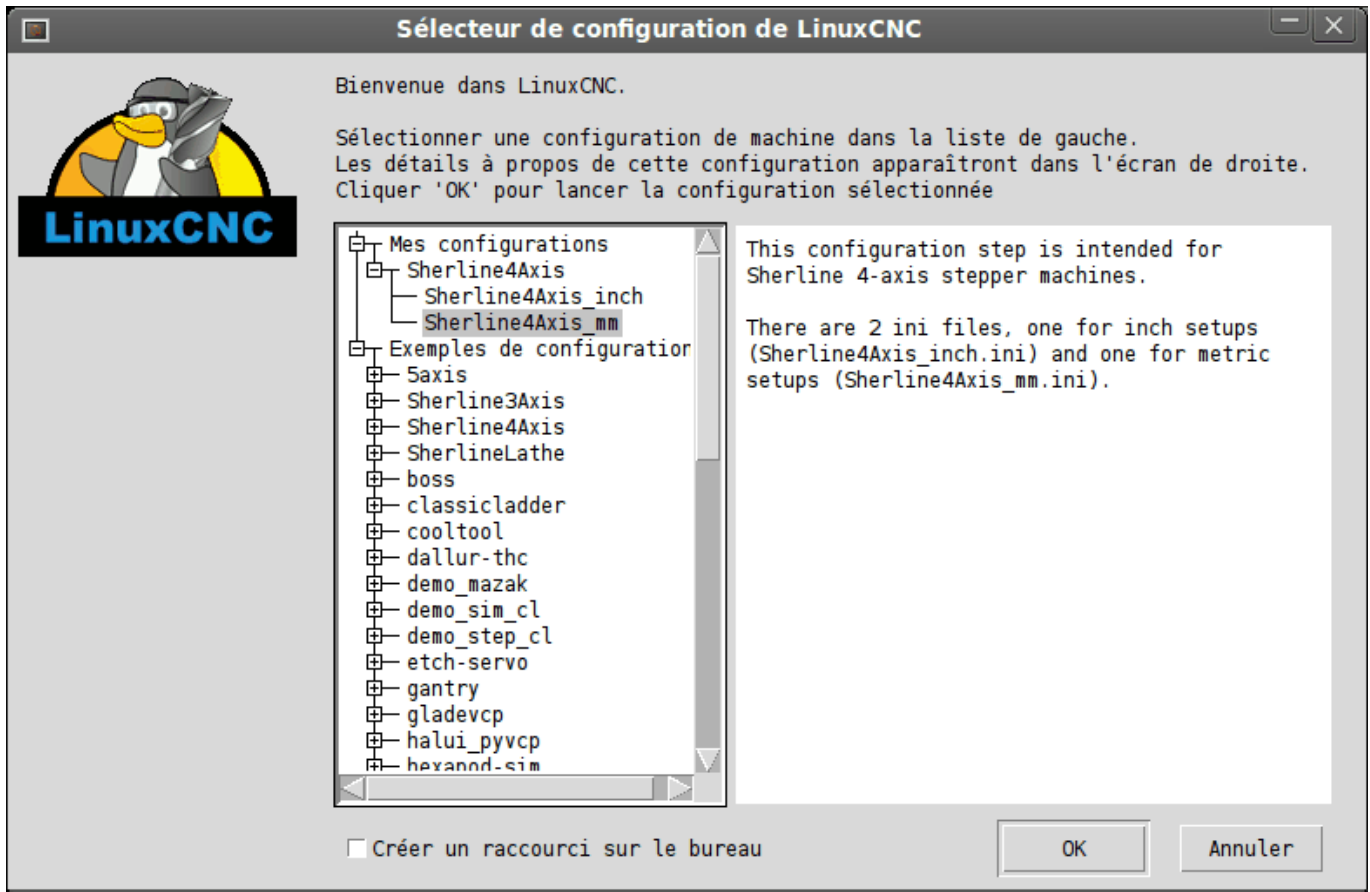 Sélecteur de configuration de LinuxCNC
LinuxCNC
Bienvenue dans LinuxCNC.
Sélectionner une configuration de machine dans la liste de gauche.
Les détails à propos de cette configuration apparaîtront dans l'écran de droite.
Cliquer 'OK' pour lancer la configuration sélectionnée
Mes configurations
Sherline4Axis
Sherline4Axis_inch
Sherline4Axis_mm
Exemples de configuration
5axis
Sherline3Axis
Sherline4Axis
SherlineLathe
boss
classicladder
cooltool
dallur-thc
demo_mazak
demo_sim_cl
demo_step_cl
etch-servo
gantry
gladevcp
halui_pyvcp
hexapod-sim
This configuration step is intended for
Sherline 4-axis stepper machines.
There are 2 ini files, one for inch setups
(Sherline4Axis_inch.ini) and one for metric
setups (Sherline4Axis_mm.ini).
Créer un raccourci sur le bureau
OK
Annuler